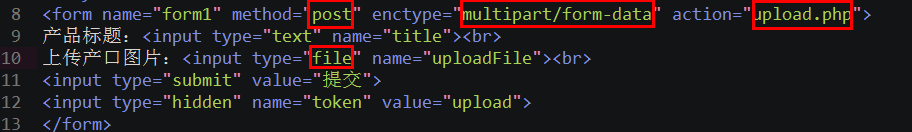 8 <form name="form1" method="post" enctype="multipart/form-data" action="upload.php">
9 产品标题：<input type="text" name="title"><br>
10 上传产口图片：<input type="file" name="uploadFile"><br>
11 <input type="submit" value="提交">
12 <input type="hidden" name="token" value="upload">
13 </form>